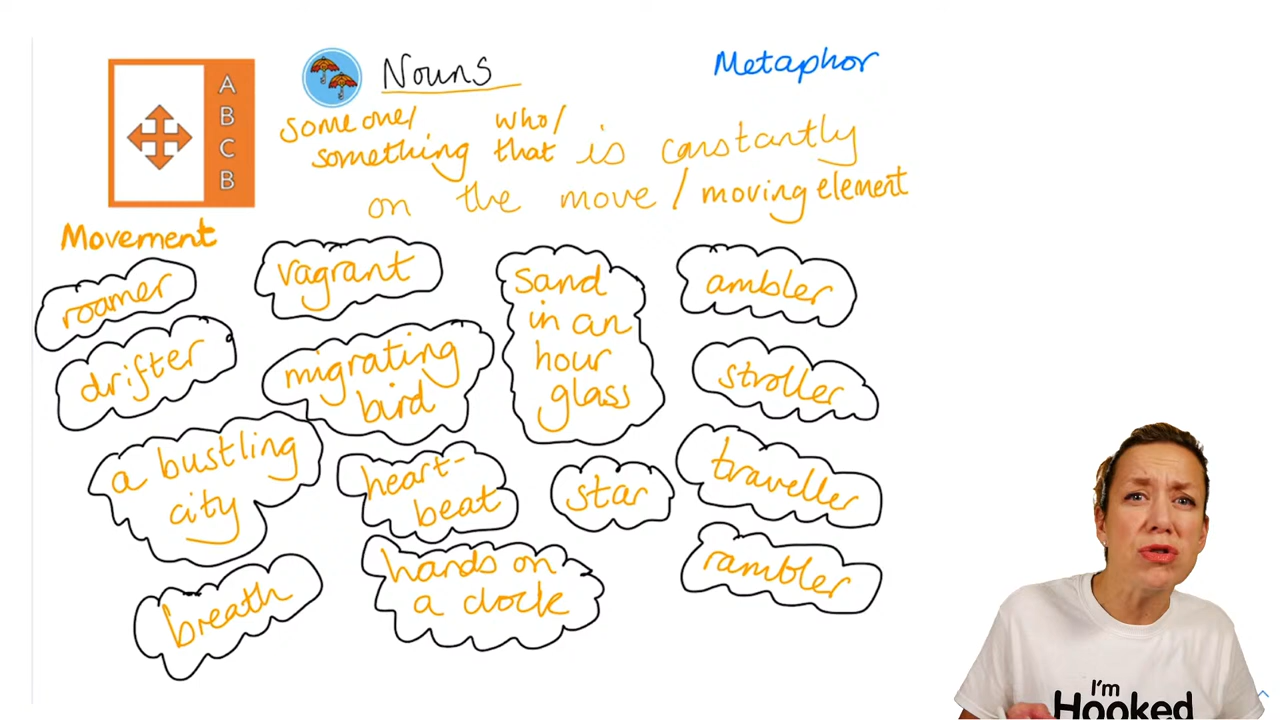 A
B
C
B
Nouns
Metaphor
someone/ who/
something that is constantly
on the move / moving element
Movement
roamer
vagrant
sand
in an
hour
glass
ambler
drifter
migrating
bird
stroller
a bustling
city
heart-
beat
star
traveller
breath
hands on
a clock
rambler
I'm
Hooked